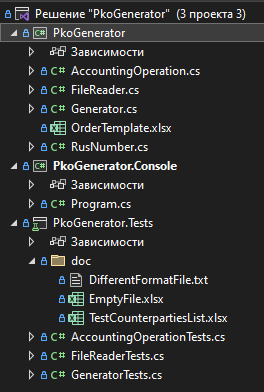 Решение "PkoGenerator" (3 проекта 3)
PkoGenerator
Зависимости
C# AccountingOperation.cs
C# FileReader.cs
C# Generator.cs
OrderTemplate.xlsx
C# RusNumber.cs
C# PkoGenerator.Console
Зависимости
C# Program.cs
PkoGenerator.Tests
Зависимости
doc
DifferentFormatFile.txt
EmptyFile.xlsx
TestCounterpartiesList.xlsx
C# AccountingOperationTests.cs
C# FileReaderTests.cs
C# GeneratorTests.cs